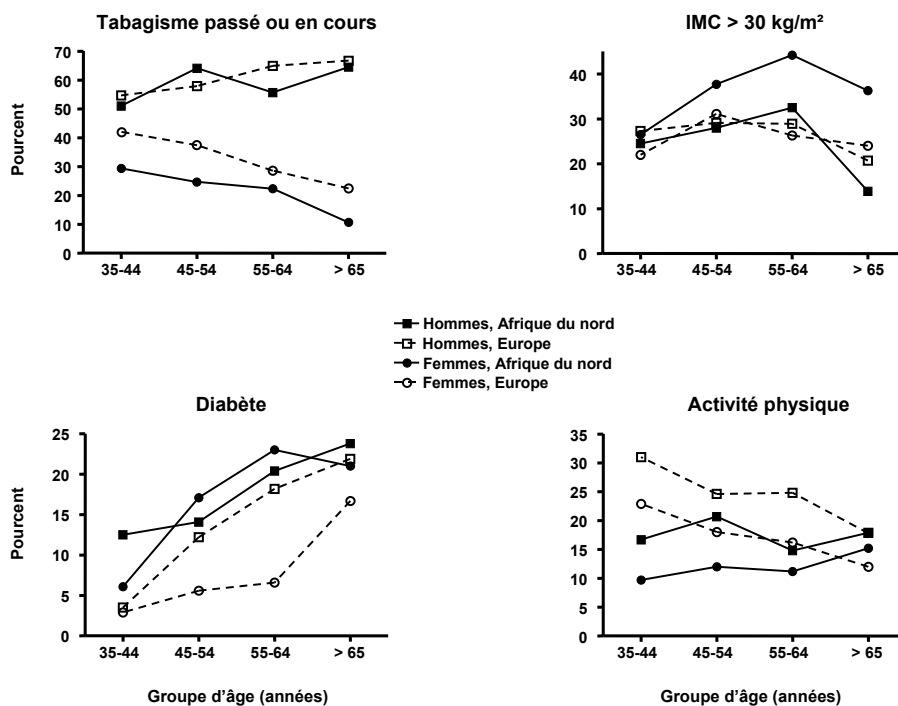 Tabagisme passé ou en cours
70
60
50
40
30
20
10
0
Pourcent
35-44 45-54 55-64 > 65
IMC > 30 kg/m²
40
30
20
10
0
35-44 45-54 55-64 > 65
Hommes, Afrique du nord
Hommes, Europe
Femmes, Afrique du nord
Femmes, Europe
Diabète
25
20
15
10
5
0
Pourcent
35-44 45-54 55-64 > 65
Groupe d'âge (années)
Activité physique
35
30
25
20
15
10
5
0
35-44 45-54 55-64 > 65
Groupe d'âge (années)